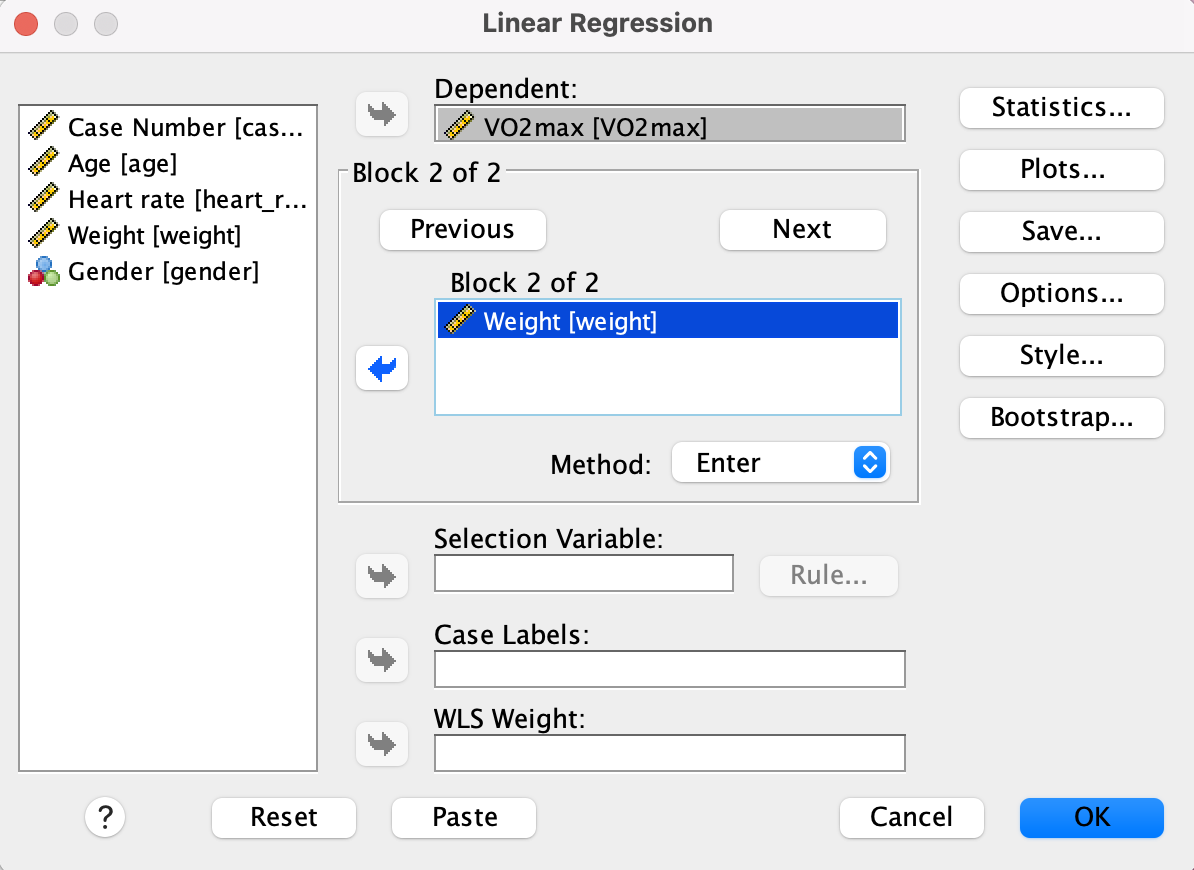 Linear Regression
Case Number [cas...
Age [age]
Heart rate [heart_r...
Weight [weight]
Gender [gender]
Dependent:
VO2max [VO2max]
Block 2 of 2
Previous
Next
Block 2 of 2
Weight [weight]
Method:
Enter
Selection Variable:
Rule...
Case Labels:
WLS Weight:
Statistics...
Plots...
Save...
Options...
Style...
Bootstrap...
?
Reset
Paste
Cancel
OK